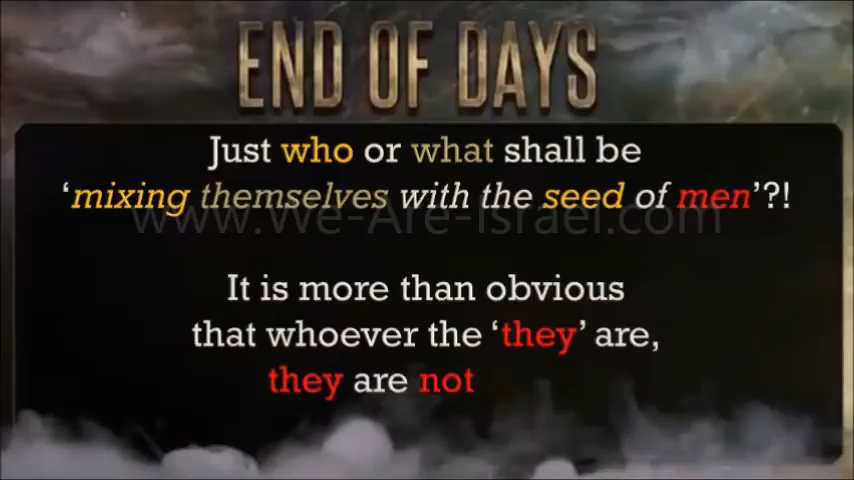 END OF DAYS
Just who or what shall be
‘mixing themselves with the seed of men’?!
www.We-Are-Israel.com
It is more than obvious
that whoever the ‘they’ are,
they are not